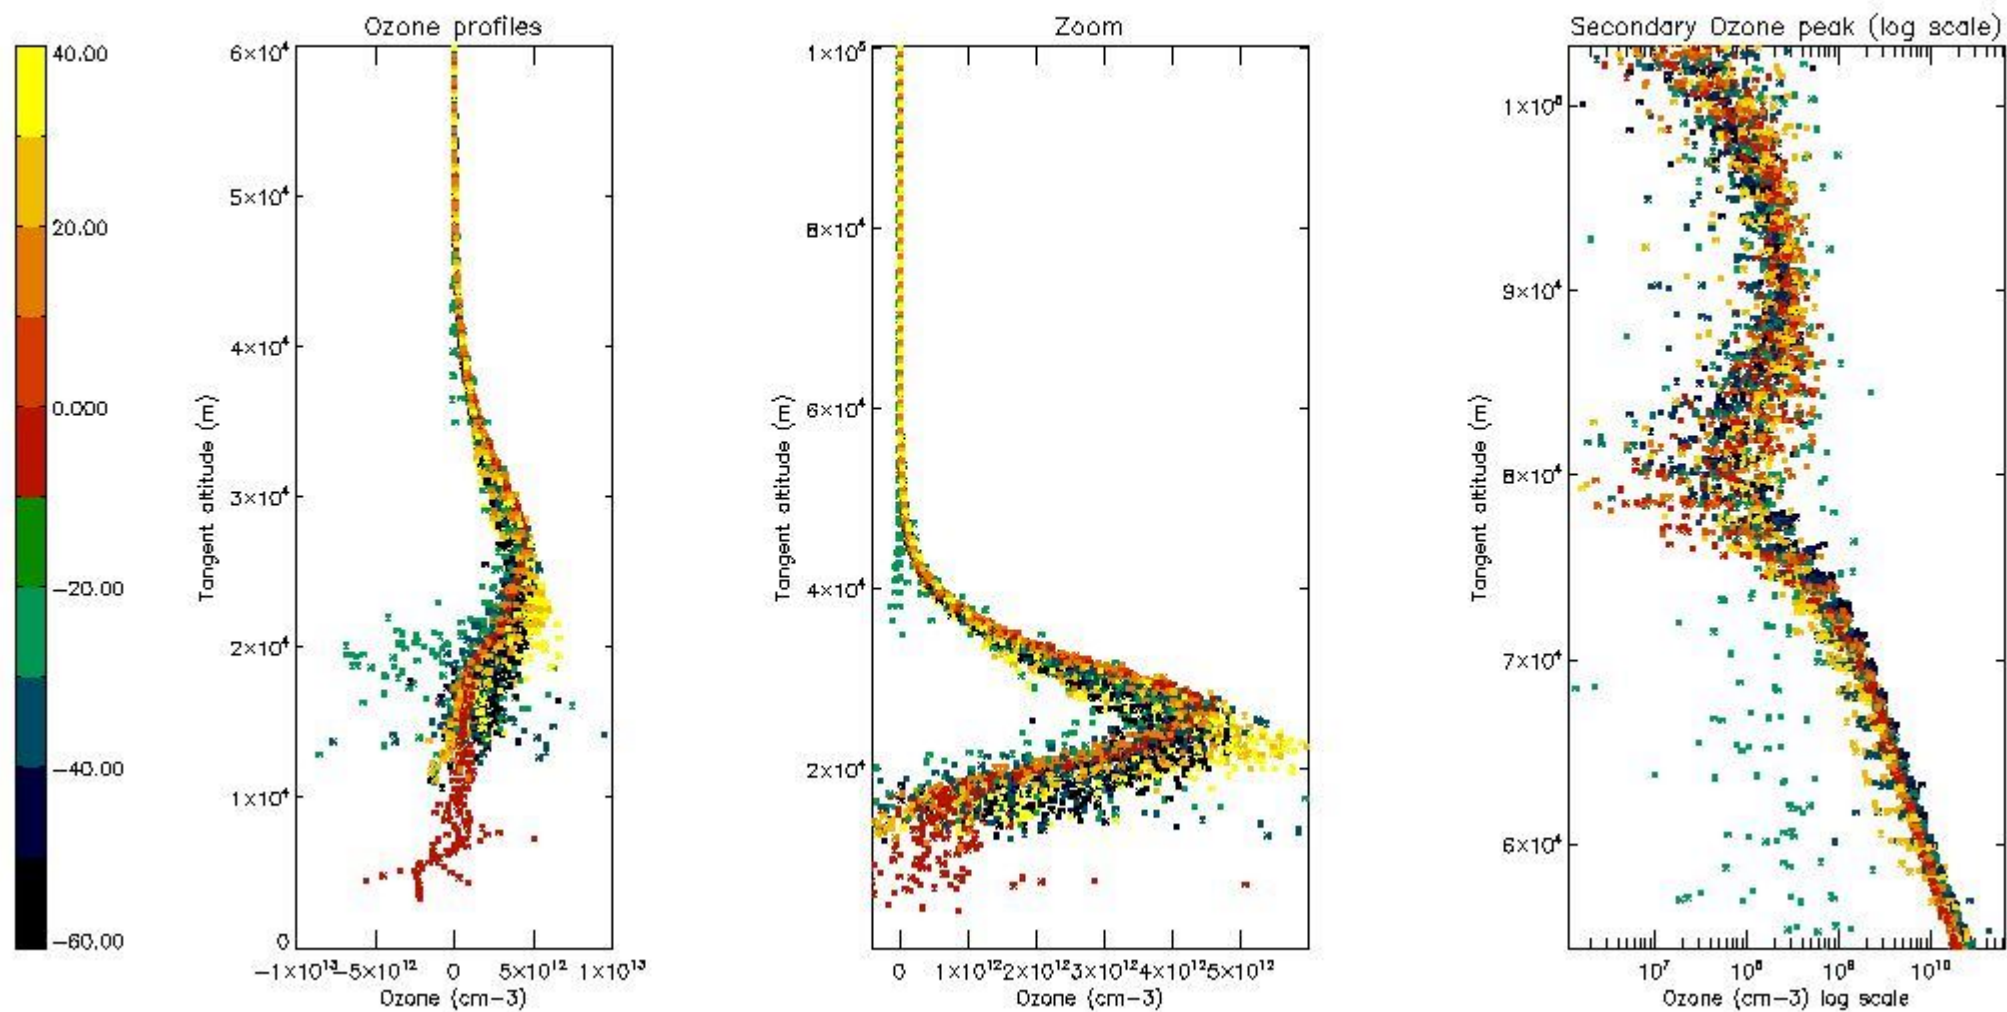 Ozone profiles
Zoom
Secondary Ozone peak (log scale)
40.00
20.00
0.000
−20.00
−40.00
−60.00
6×10⁴
5×10⁴
4×10⁴
3×10⁴
2×10⁴
1×10⁴
0
Tangent altitude (m)
−1×10¹³ −5×10¹² 0 5×10¹² 1×10¹³
Ozone (cm−3)
1×10⁵
8×10⁴
6×10⁴
4×10⁴
2×10⁴
Tangent altitude (m)
0 1×10¹² 2×10¹² 3×10¹² 4×10¹² 5×10¹²
Ozone (cm−3)
1×10⁵
9×10⁴
8×10⁴
7×10⁴
6×10⁴
Tangent altitude (m)
10⁷ 10⁸ 10⁹ 10¹⁰
Ozone (cm−3) log scale